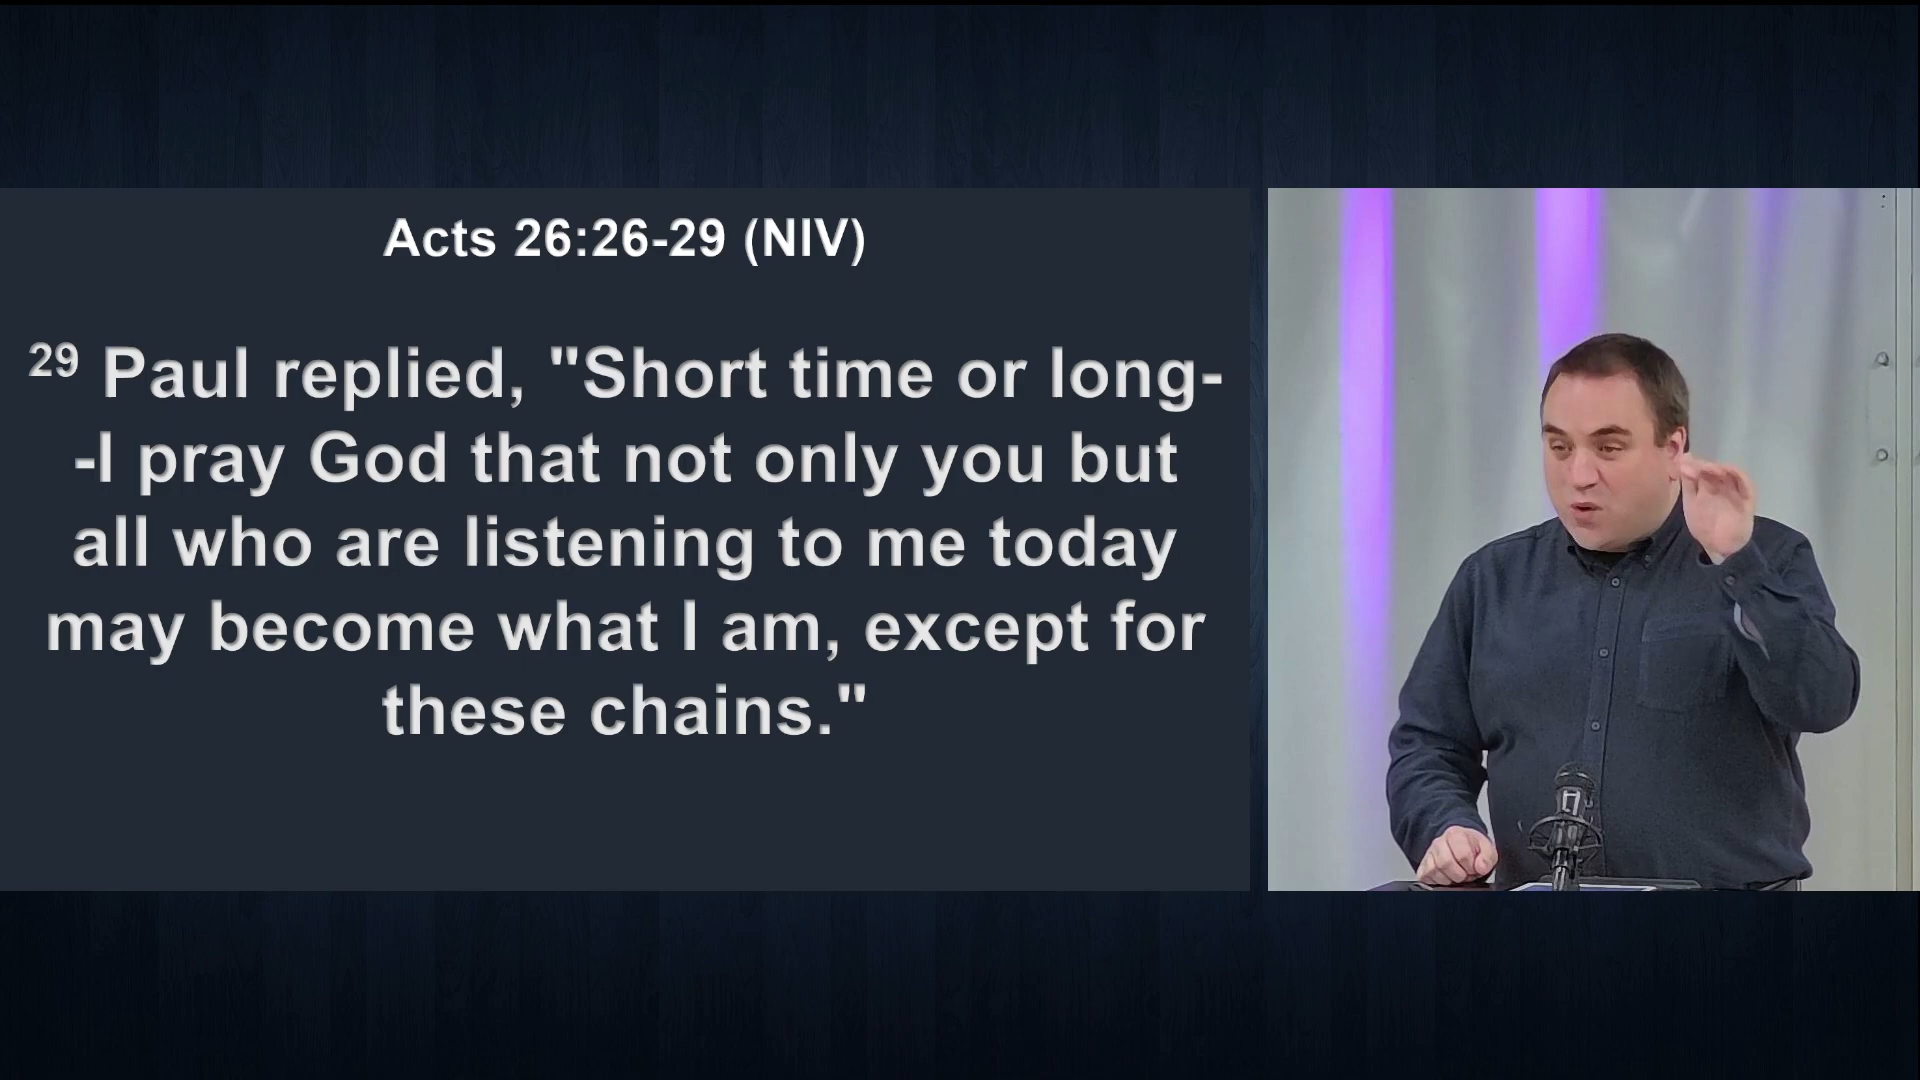 Acts 26:26-29 (NIV)
29 Paul replied, "Short time or long-
-I pray God that not only you but
all who are listening to me today
may become what I am, except for
these chains."